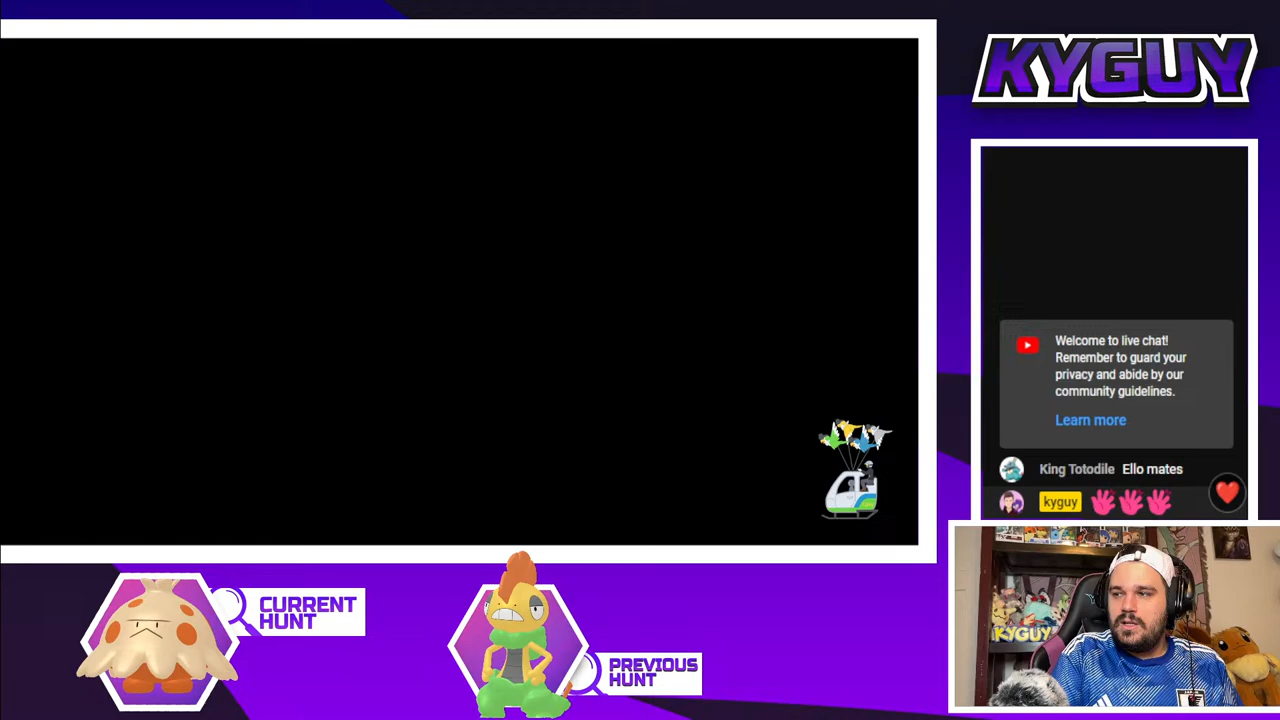 KYGUY
Welcome to live chat!
Remember to guard your
privacy and abide by our
community guidelines.
Learn more
King Totodile Ello mates
kyguy
KYGUY
CURRENT
HUNT
PREVIOUS
HUNT